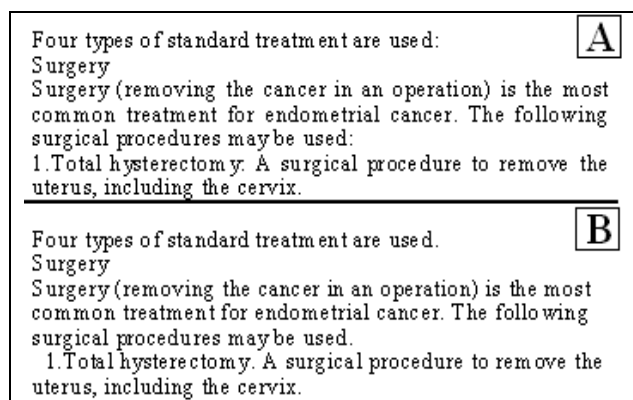 Four types of standard treatment are used:
A
Surgery
Surgery (removing the cancer in an operation) is the most
common treatment for endometrial cancer. The following
surgical procedures may be used:
1.Total hysterectomy. A surgical procedure to remove the
uterus, including the cervix.
Four types of standard treatment are used.
B
Surgery
Surgery (removing the cancer in an operation) is the most
common treatment for endometrial cancer. The following
surgical procedures may be used.
1.Total hysterectomy. A surgical procedure to remove the
uterus, including the cervix.